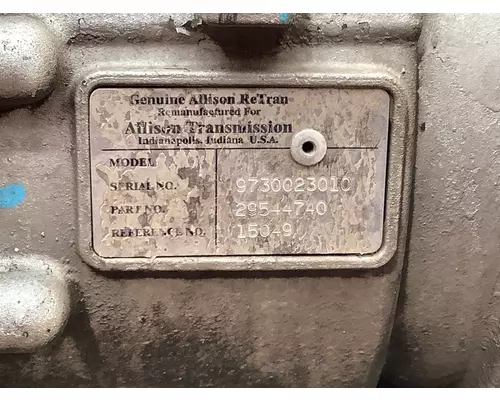 Genuine Allison ReTran
Remanufactured For
Allison Transmission
Indianapolis, Indiana U.S.A.
MODEL
SERIAL NO. 9730023010
PART NO. 29544740
REFERENCE NO. 15049